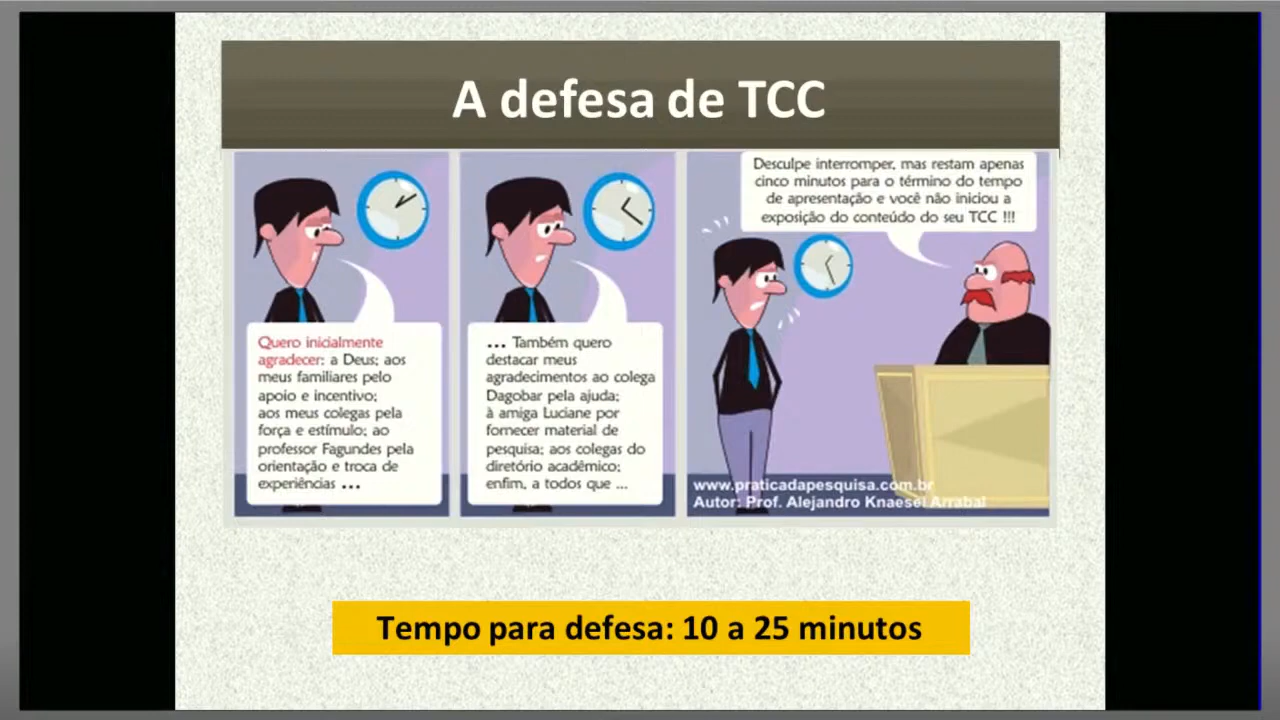 A defesa de TCC
Quero inicialmente
agradecer: a Deus; aos
meus familiares pelo
apoio e incentivo;
aos meus colegas pela
força e estímulo; ao
professor Fagundes pela
orientação e troca de
experiências ...
... Também quero
destacar meus
agradecimentos ao colega
Dagobar pela ajuda;
à amiga Luciane por
fornecer material de
pesquisa; aos colegas do
diretório acadêmico;
enfim, a todos que ...
Desculpe interromper, mas restam apenas
cinco minutos para o término do tempo
de apresentação e você não iniciou a
exposição do conteúdo do seu TCC !!!
www.praticadapesquisa.com.br
Autor: Prof. Alejandro Knaesel Arrabal
Tempo para defesa: 10 a 25 minutos